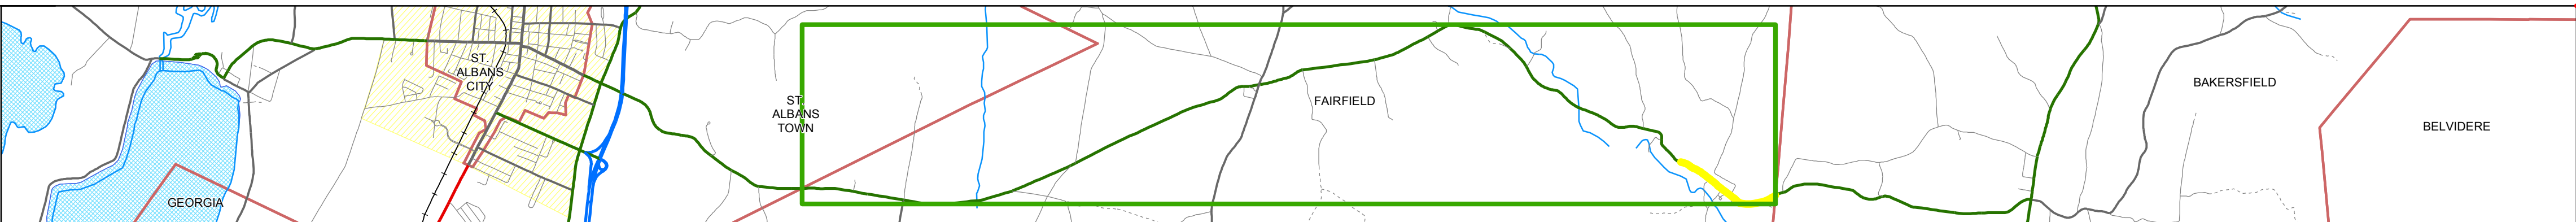 ST.
ALBANS
CITY
ST.
ALBANS
TOWN
GEORGIA
FAIRFIELD
BAKERSFIELD
BELVIDERE